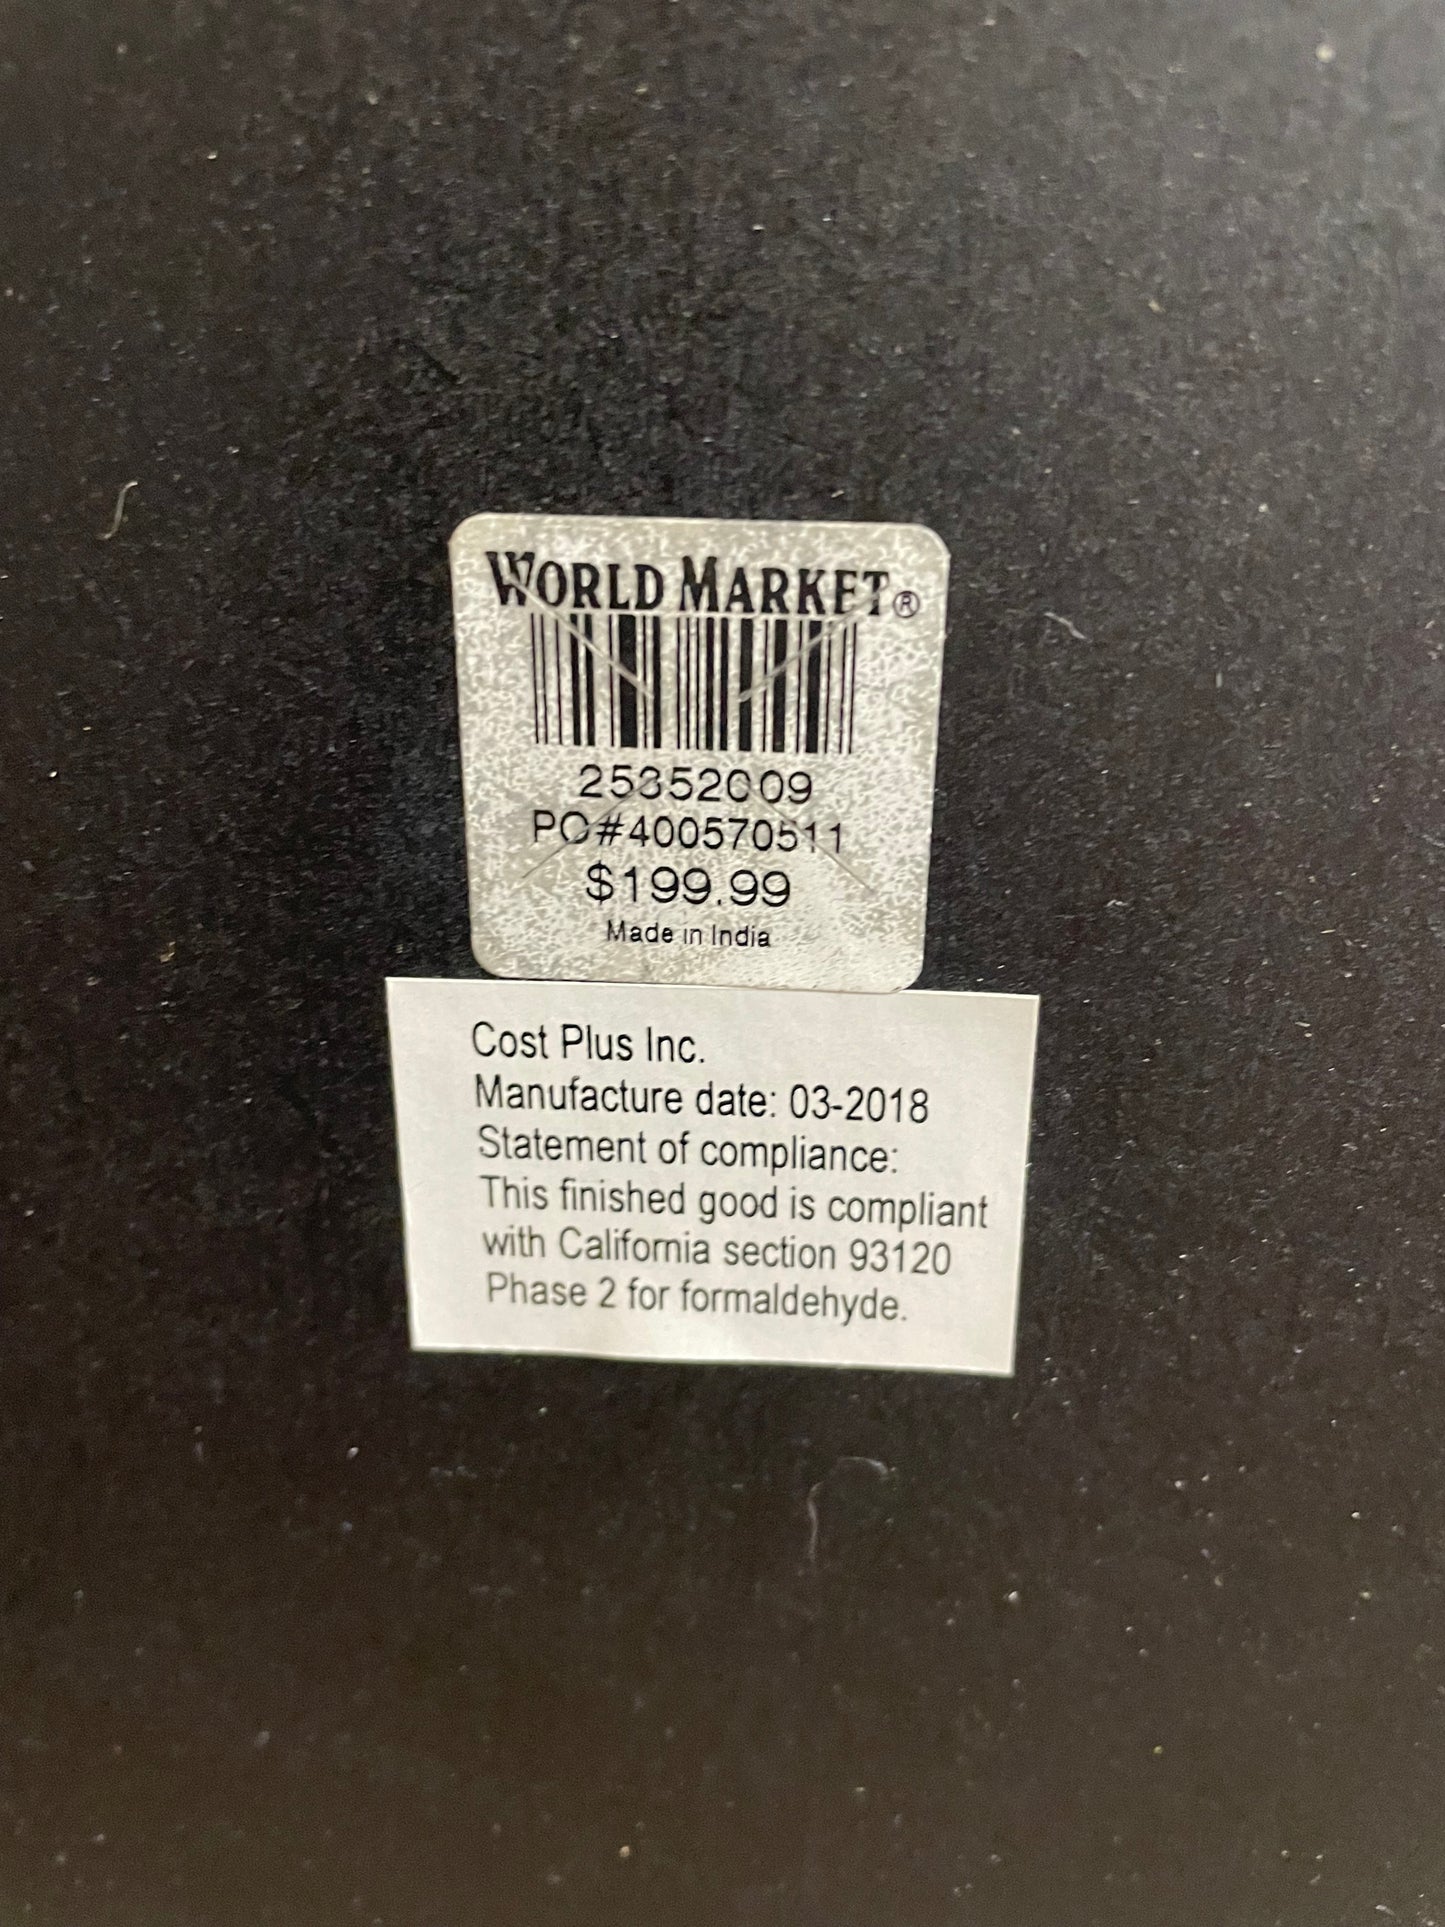 WORLD MARKET®
25352009
PO#400570511
$199.99
Made in India
Cost Plus Inc.
Manufacture date: 03-2018
Statement of compliance:
This finished good is compliant
with California section 93120
Phase 2 for formaldehyde.